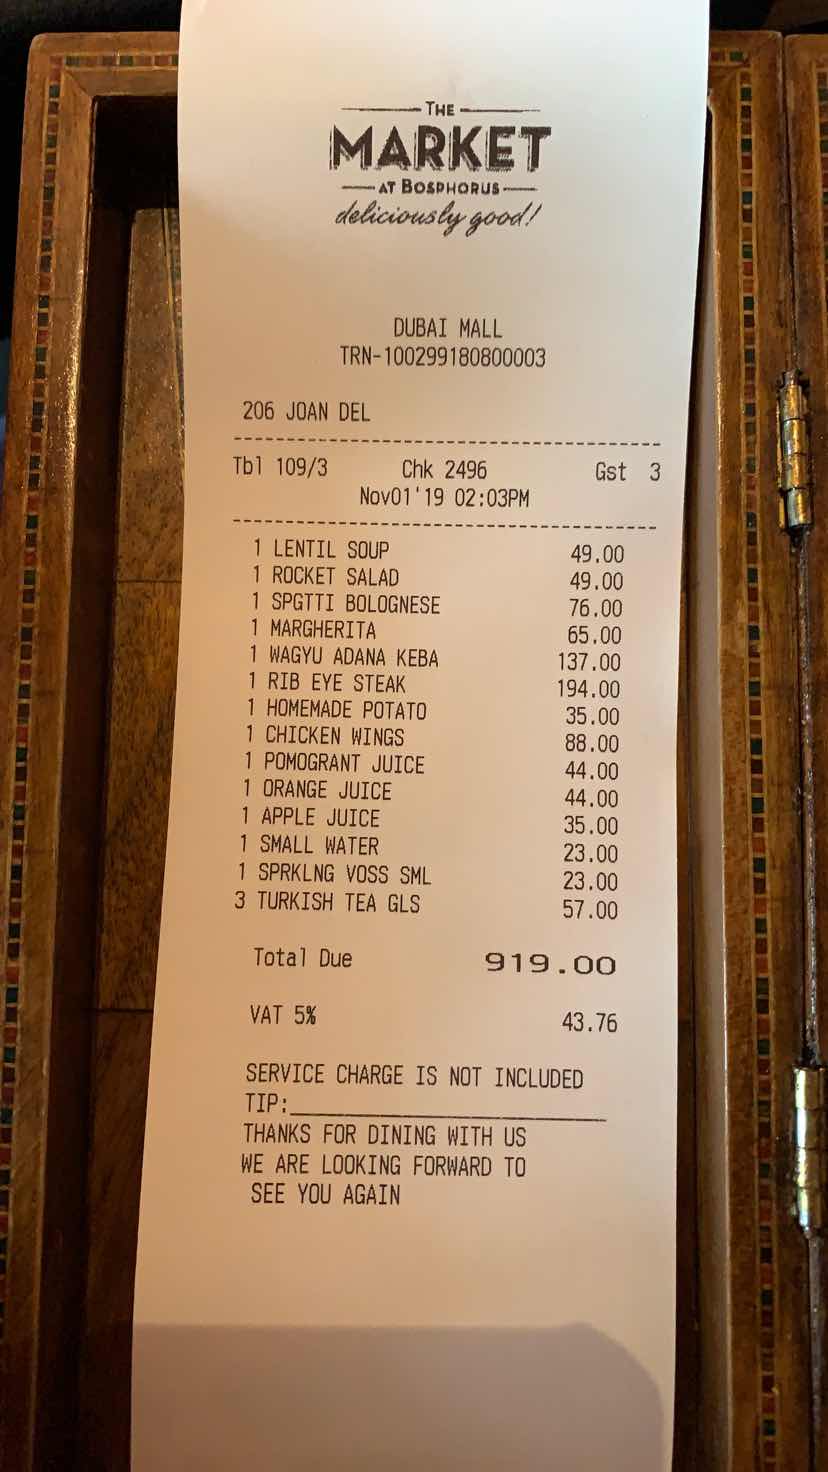 THE
MARKET
AT BOSPHORUS
deliciously good!
DUBAI MALL
TRN-100299180800003
206 JOAN DEL
Tbl 109/3 Chk 2496 Gst 3
Nov01'19 02:03PM
1 LENTIL SOUP 49.00
1 ROCKET SALAD 49.00
1 SPGTTI BOLOGNESE 76.00
1 MARGHERITA 65.00
1 WAGYU ADANA KEBA 137.00
1 RIB EYE STEAK 194.00
1 HOMEMADE POTATO 35.00
1 CHICKEN WINGS 88.00
1 POMOGRANT JUICE 44.00
1 ORANGE JUICE 44.00
1 APPLE JUICE 35.00
1 SMALL WATER 23.00
1 SPRKLNG VOSS SML 23.00
3 TURKISH TEA GLS 57.00
Total Due 919.00
VAT 5% 43.76
SERVICE CHARGE IS NOT INCLUDED
TIP:____________________
THANKS FOR DINING WITH US
WE ARE LOOKING FORWARD TO
SEE YOU AGAIN